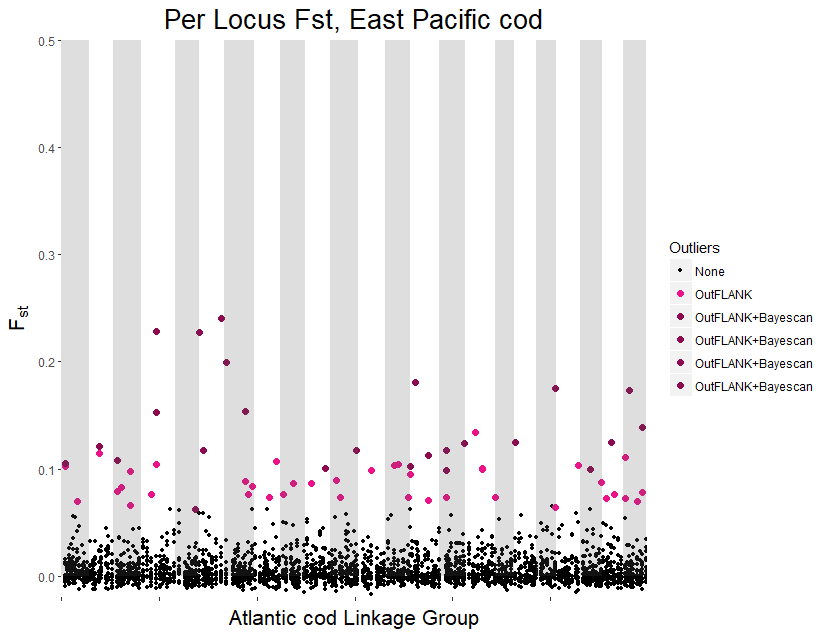 Per Locus Fst, East Pacific cod
0.5
0.4
0.3
0.2
0.1
0.0
Fst
Atlantic cod Linkage Group
Outliers
None
OutFLANK
OutFLANK+Bayescan
OutFLANK+Bayescan
OutFLANK+Bayescan
OutFLANK+Bayescan